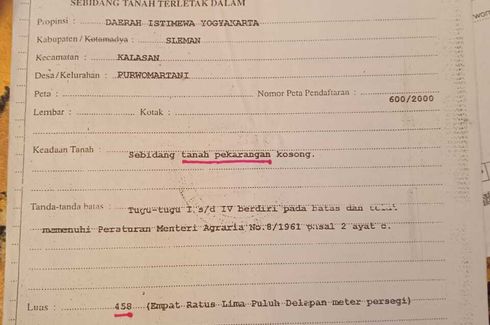 SEBIDANG TANAH TERLETAK DALAM
Propinsi : DAERAH ISTIMEWA YOGYAKARTA
Kabupaten / Kotamadya : SLEMAN
Kecamatan : KALASAN
Desa/Kelurahan : PURWOMARTANI
Peta : Nomor Peta Pendaftaran : 600/2000
Lembar : Kotak :
Keadaan Tanah : Sebidang tanah pekarangan kosong.
Tanda-tanda batas : Tugu-tugu I s/d IV berdiri pada batas dan
memenuhi Peraturan Menteri Agraria No.8/1961 pasal 2 ayat
Luas : 458 (Empat Ratus Lima Puluh Delapan meter persegi)